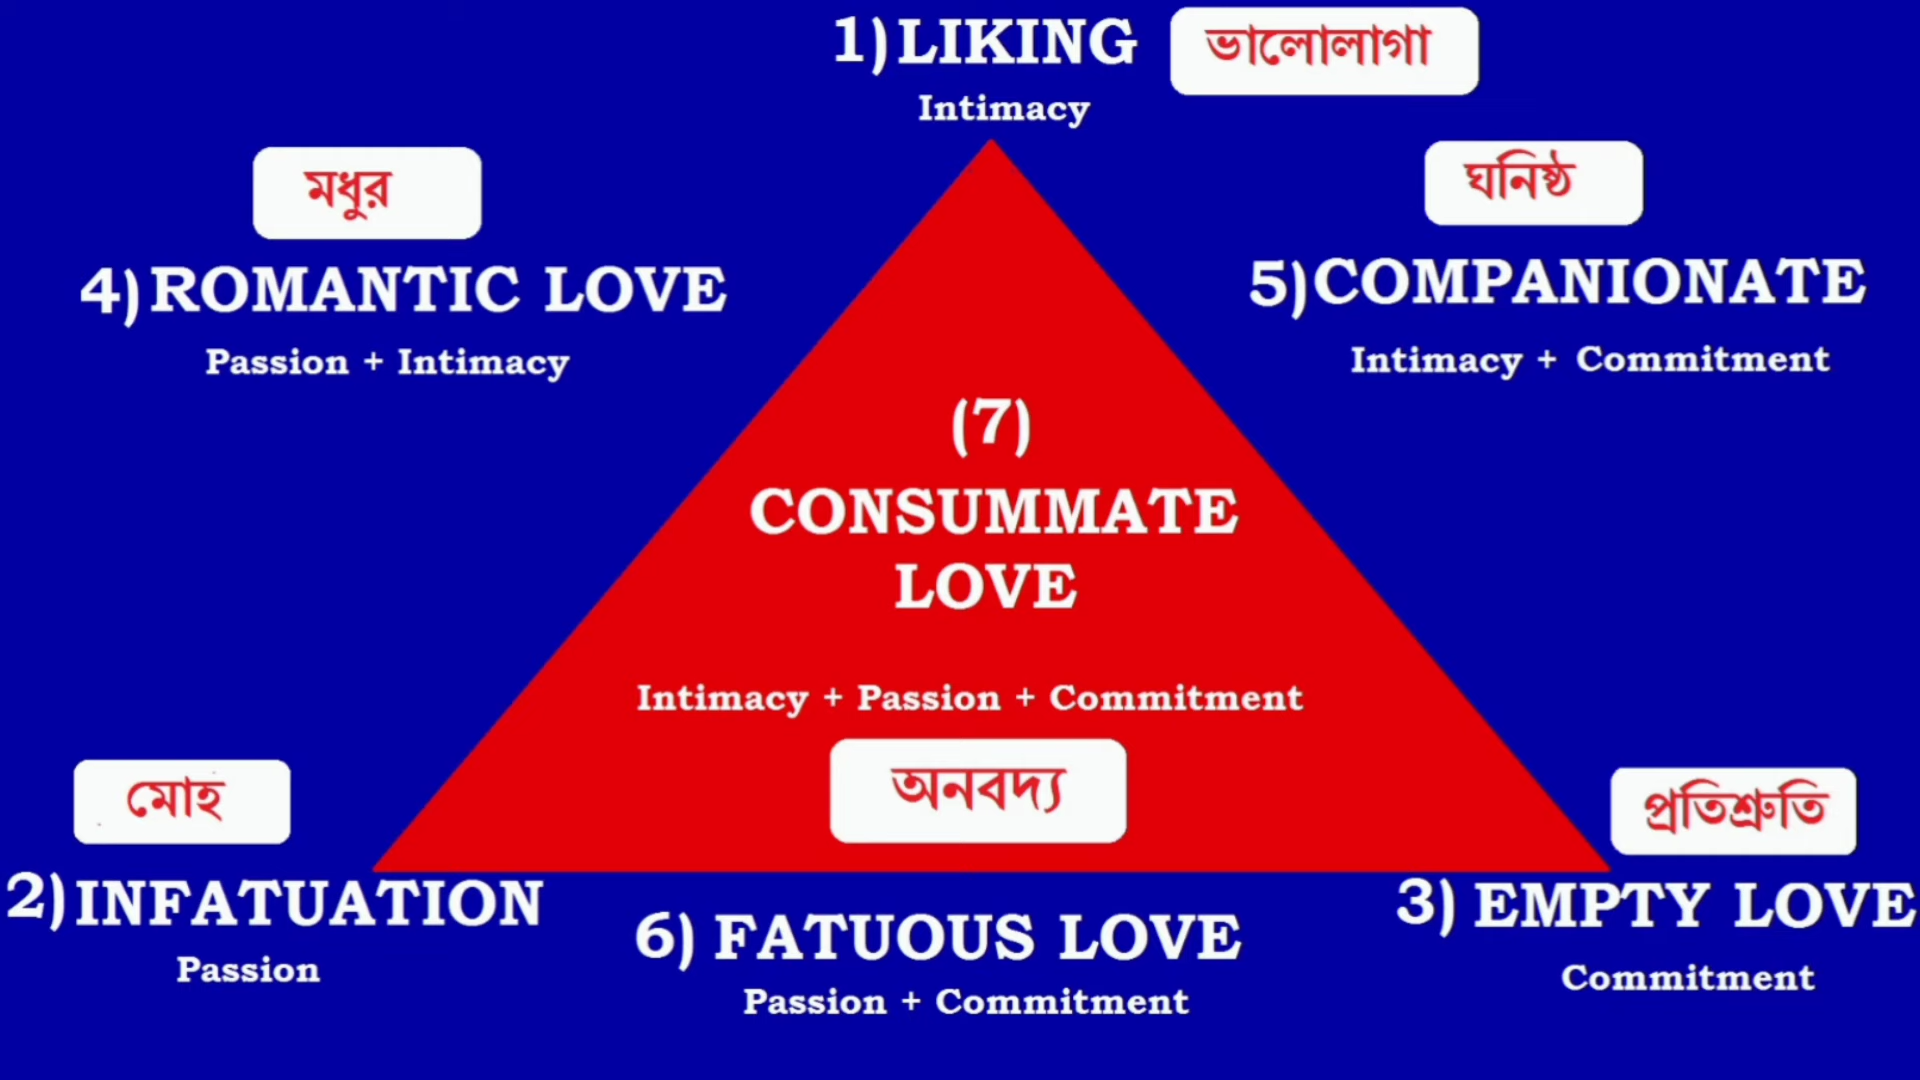 1) LIKING ভালোলাগা
Intimacy
মধুর
4) ROMANTIC LOVE
Passion + Intimacy
ঘনিষ্ঠ
5) COMPANIONATE
Intimacy + Commitment
(7)
CONSUMMATE
LOVE
Intimacy + Passion + Commitment
অনবদ্য
মোহ
2) INFATUATION
Passion
6) FATUOUS LOVE
Passion + Commitment
প্রতিশ্রুতি
3) EMPTY LOVE
Commitment